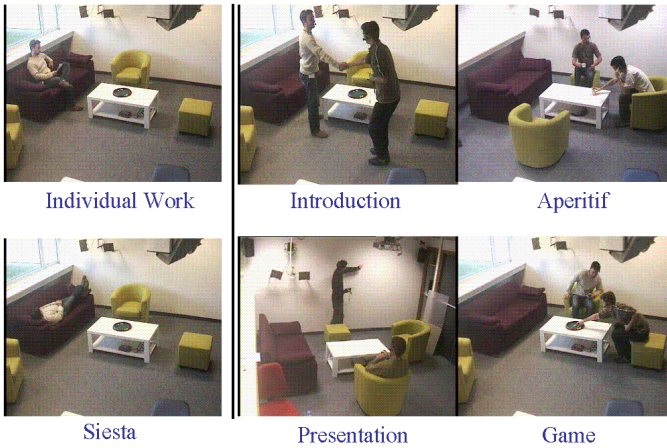 Individual Work
Introduction
Aperitif
Siesta
Presentation
Game